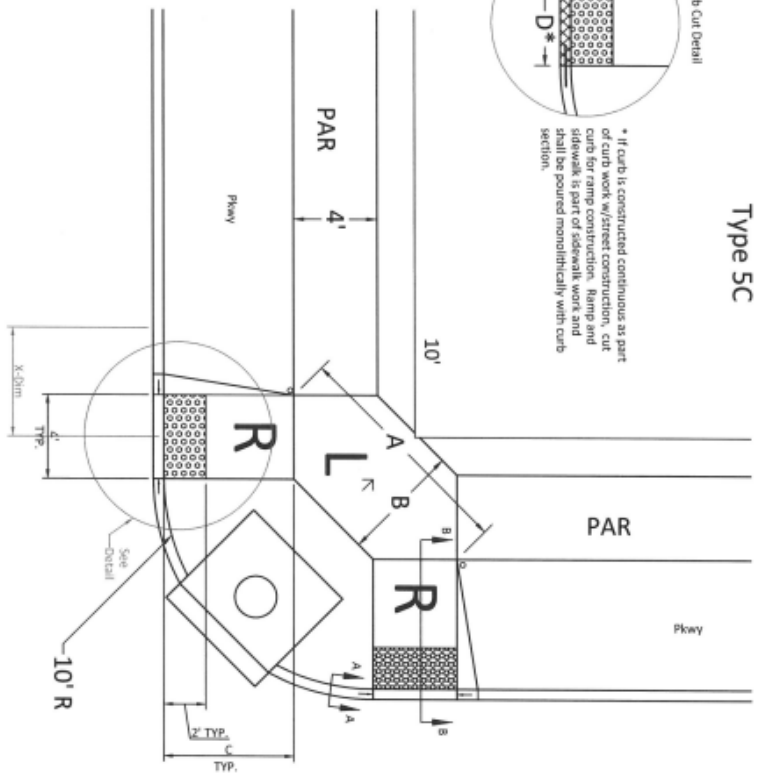 Type 5C
b Cut Detail
D*
* If curb is constructed continuous as part
of curb work w/street construction, cut
curb for ramp construction. Ramp and
sidewalk is part of sidewalk work and
shall be poured monolithically with curb
section.
PAR
4'
Pkwy
10'
A
B
L
R
PAR
B
R
Pkwy
X-Dim
4'
TYP.
See
Detail
10' R
A
A
B
2' TYP.
C
TYP.